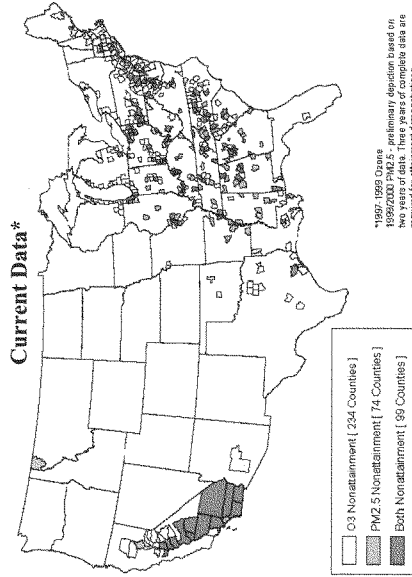 Current Data*
O3 Nonattainment [ 234 Counties ]
PM2.5 Nonattainment [ 74 Counties ]
Both Nonattainment [ 99 Counties ]
*1997-1999 Ozone
1999/2000 PM2.5 - preliminary depiction based on
two years of data. Three years of complete data are